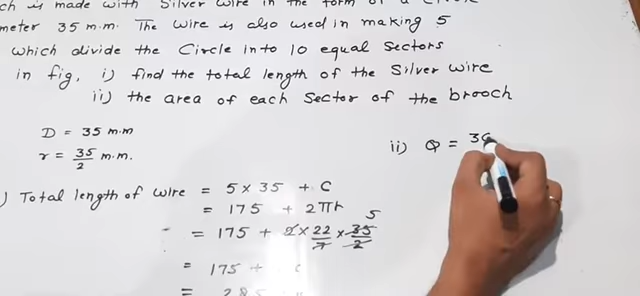 ch is made with Silver wire in the form of a Circle
meter 35 m.m. The wire is also used in making 5
which divide the Circle into 10 equal Sectors
in fig, i) find the total length of the Silver wire
ii) the area of each Sector of the brooch
D = 35 m.m
r = 35/2 m.m.
ii) Q =
) Total length of wire = 5 × 35 + C
= 175 + 2πr
= 175 + 2 × 22/7 × 35/2 5
= 175 +
= 285